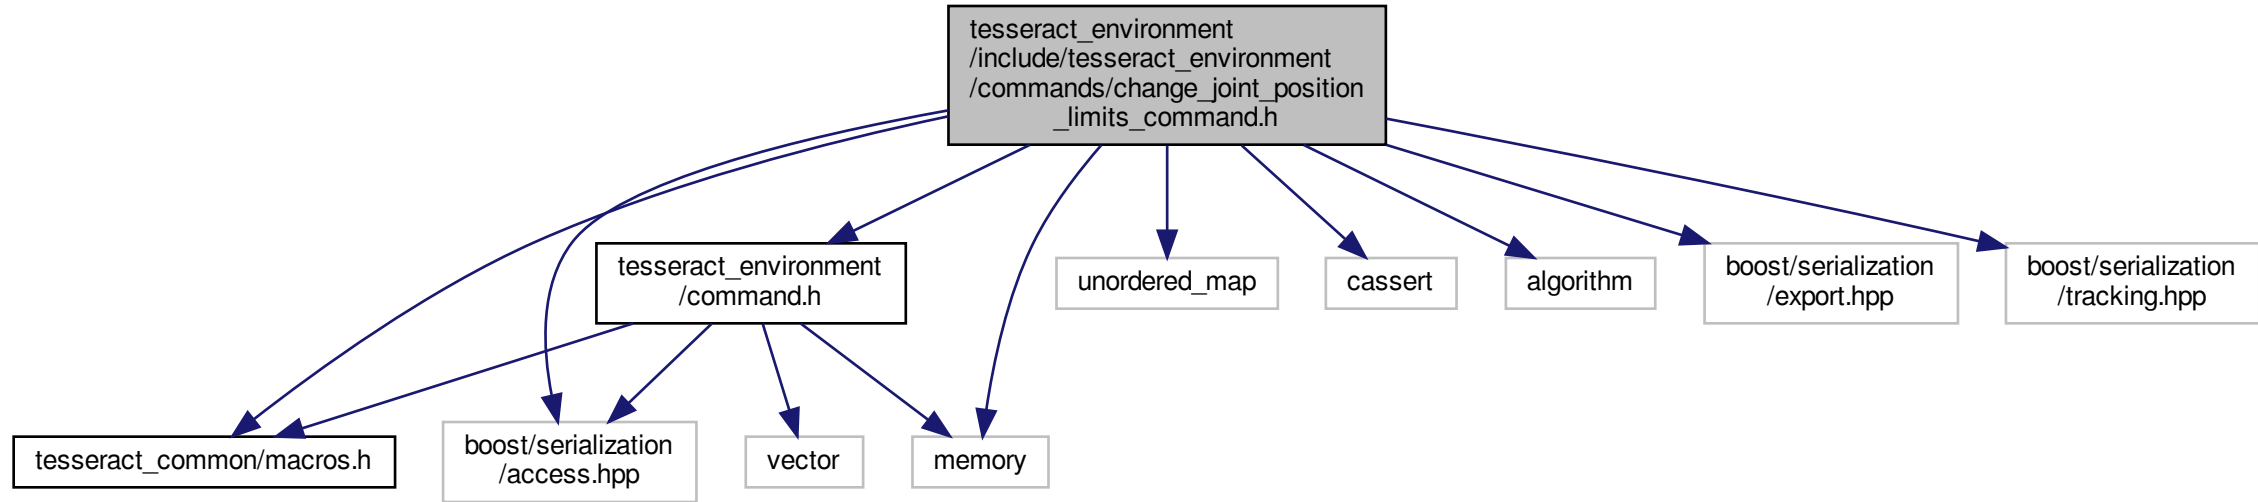 tesseract_environment
/include/tesseract_environment
/commands/change_joint_position
_limits_command.h
tesseract_environment
/command.h
unordered_map
cassert
algorithm
boost/serialization
/export.hpp
boost/serialization
/tracking.hpp
tesseract_common/macros.h
boost/serialization
/access.hpp
vector
memory